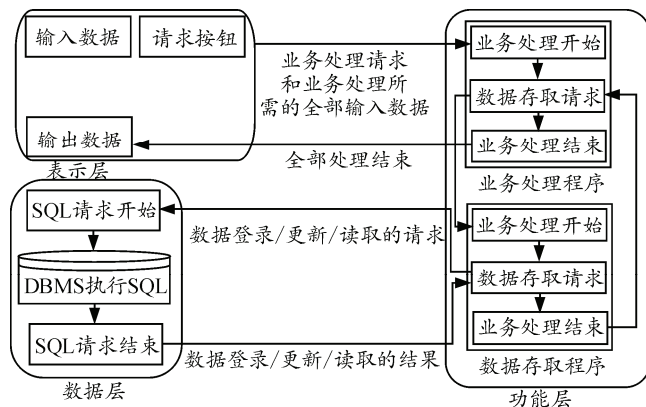 输入数据
请求按钮
输出数据
表示层
业务处理请求
和业务处理所
需的全部输入数据
全部处理结束
业务处理开始
数据存取请求
业务处理结束
业务处理程序
SQL请求开始
DBMS执行SQL
SQL请求结束
数据层
数据登录/更新/读取的请求
数据登录/更新/读取的结果
业务处理开始
数据存取请求
业务处理结束
数据存取程序
功能层